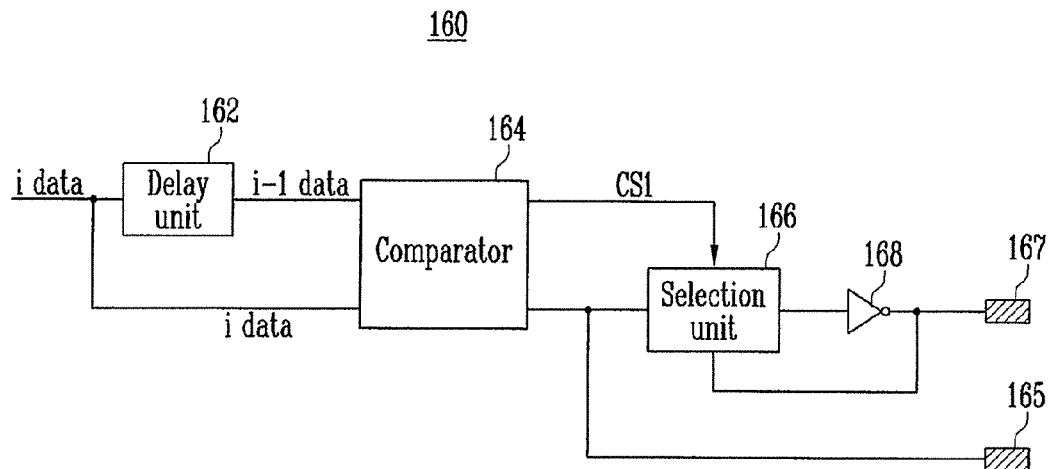 160
162
164
i data
Delay
unit
i-1 data
CS1
166
167
Comparator
168
Selection
unit
i data
165